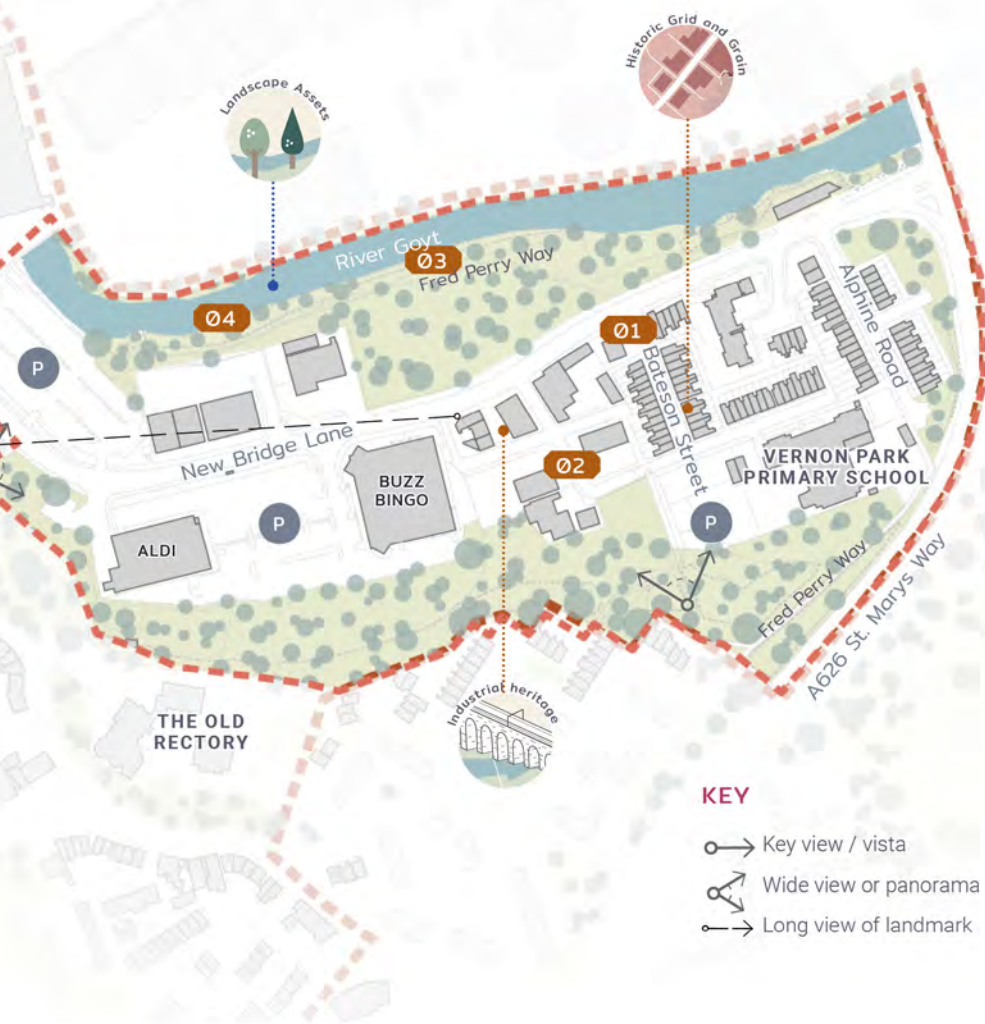 Historic Grid and Grain
Landscape Assets
River Goyt
03
Fred Perry Way
04
01
Alphine Road
P
Bateson Street
New Bridge Lane
02
VERNON PARK
PRIMARY SCHOOL
BUZZ
BINGO
P
P
ALDI
Fred Perry Way
A626 St. Marys Way
Industrial heritage
THE OLD
RECTORY
KEY
Key view / vista
Wide view or panorama
Long view of landmark